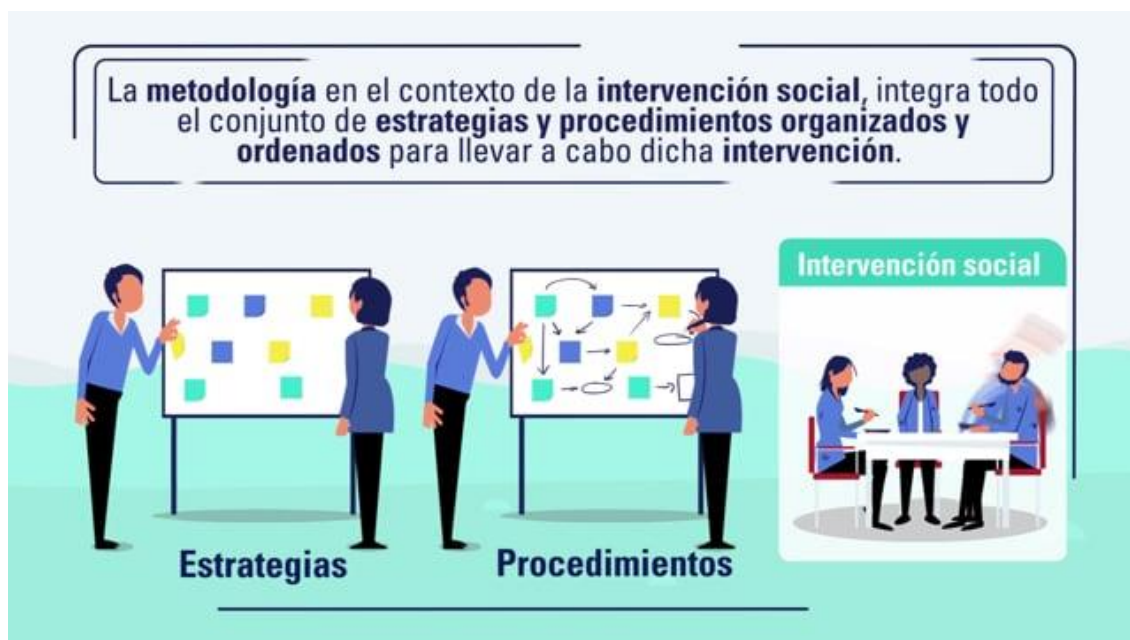 La metodología en el contexto de la intervención social, integra todo
el conjunto de estrategias y procedimientos organizados y
ordenados para llevar a cabo dicha intervención.
Intervención social
Estrategias
Procedimientos